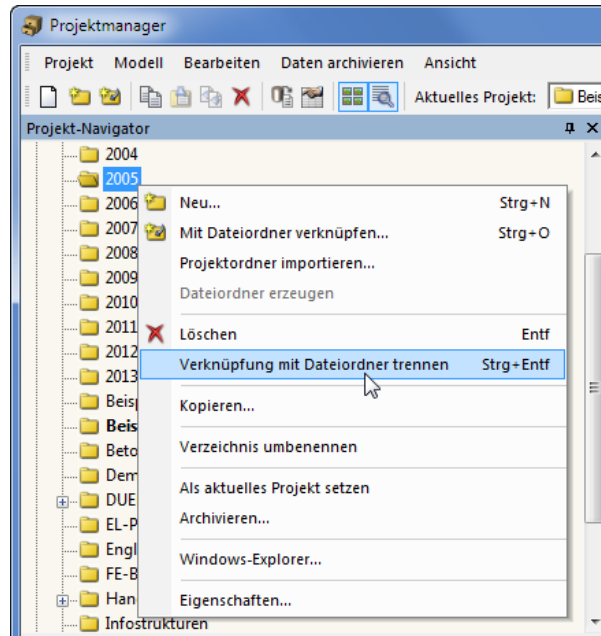 Projektmanager
Projekt Modell Bearbeiten Daten archivieren Ansicht
Aktuelles Projekt:
Projekt-Navigator
2004
2005
2006
2007
2008
2009
2010
2011
2012
2013
Neu... Strg+N
Mit Dateiordner verknüpfen... Strg+O
Projektordner importieren...
Dateiordner erzeugen
Löschen Entf
Verknüpfung mit Dateiordner trennen Strg+Entf
Kopieren...
Verzeichnis umbenennen
Als aktuelles Projekt setzen
Archivieren...
Windows-Explorer...
Eigenschaften...
Infostrukturen